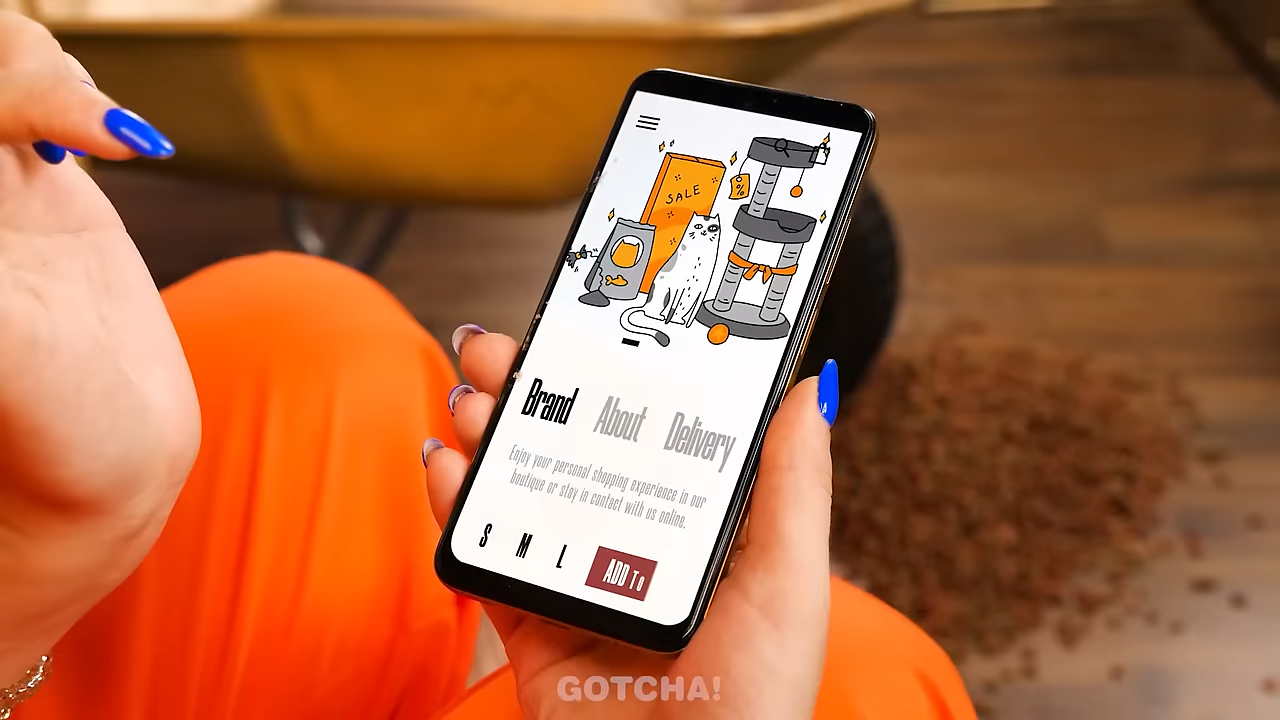 SALE
%
Brand About Delivery
Enjoy your personal shopping experience in our
boutique or stay in contact with us online.
S M L ADD To
GOTCHA!